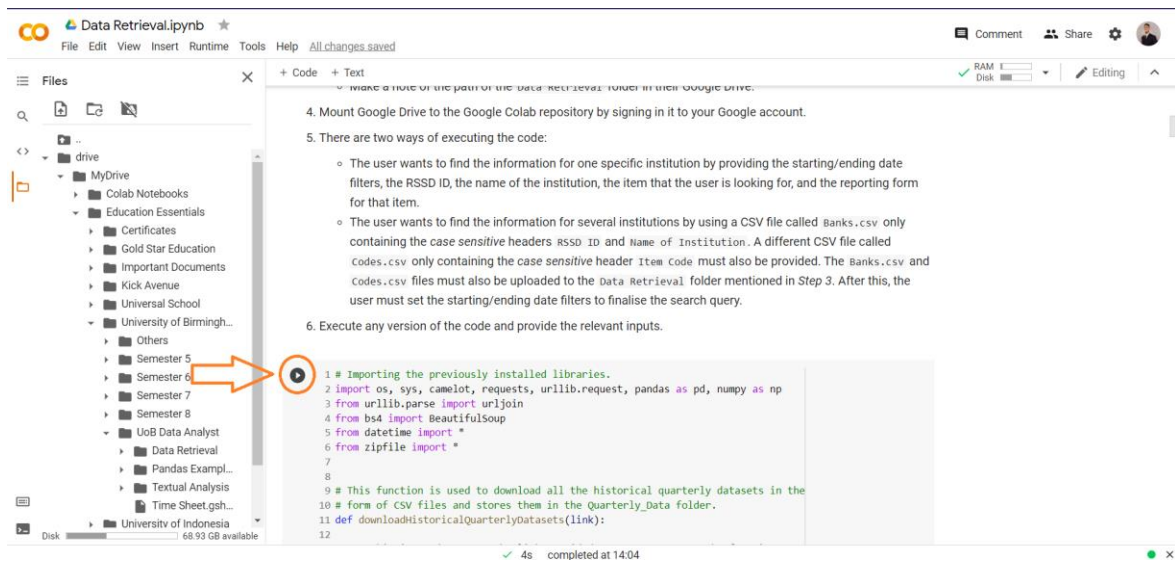 Data Retrieval.ipynb
File Edit View Insert Runtime Tools Help All changes saved
Comment Share
Files
+ Code + Text
RAM
Disk
Editing
Make a note of the path of the Data Retrieval folder in their Google Drive.
4. Mount Google Drive to the Google Colab repository by signing in it to your Google account.
5. There are two ways of executing the code:
The user wants to find the information for one specific institution by providing the starting/ending date
filters, the RSSD ID, the name of the institution, the item that the user is looking for, and the reporting form
for that item.
The user wants to find the information for several institutions by using a CSV file called Banks.csv only
containing the case sensitive headers RSSD ID and Name of Institution. A different CSV file called
Codes.csv only containing the case sensitive header Item Code must also be provided. The Banks.csv and
Codes.csv files must also be uploaded to the Data Retrieval folder mentioned in Step 3. After this, the
user must set the starting/ending date filters to finalise the search query.
6. Execute any version of the code and provide the relevant inputs.
..
drive
MyDrive
Colab Notebooks
Education Essentials
Certificates
Gold Star Education
Important Documents
Kick Avenue
Universal School
University of Birmingh...
Others
Semester 5
Semester 6
Semester 7
Semester 8
UoB Data Analyst
Data Retrieval
Pandas Exampl...
Textual Analysis
Time Sheet.gsh...
University of Indonesia
Disk 68.93 GB available
1 # Importing the previously installed libraries.
2 import os, sys, camelot, requests, urllib.request, pandas as pd, numpy as np
3 from urllib.parse import urljoin
4 from bs4 import BeautifulSoup
5 from datetime import *
6 from zipfile import *
7
8
9 # This function is used to download all the historical quarterly datasets in the
10 # form of CSV files and stores them in the Quarterly_Data folder.
11 def downloadHistoricalQuarterlyDatasets(link):
12
4s completed at 14:04